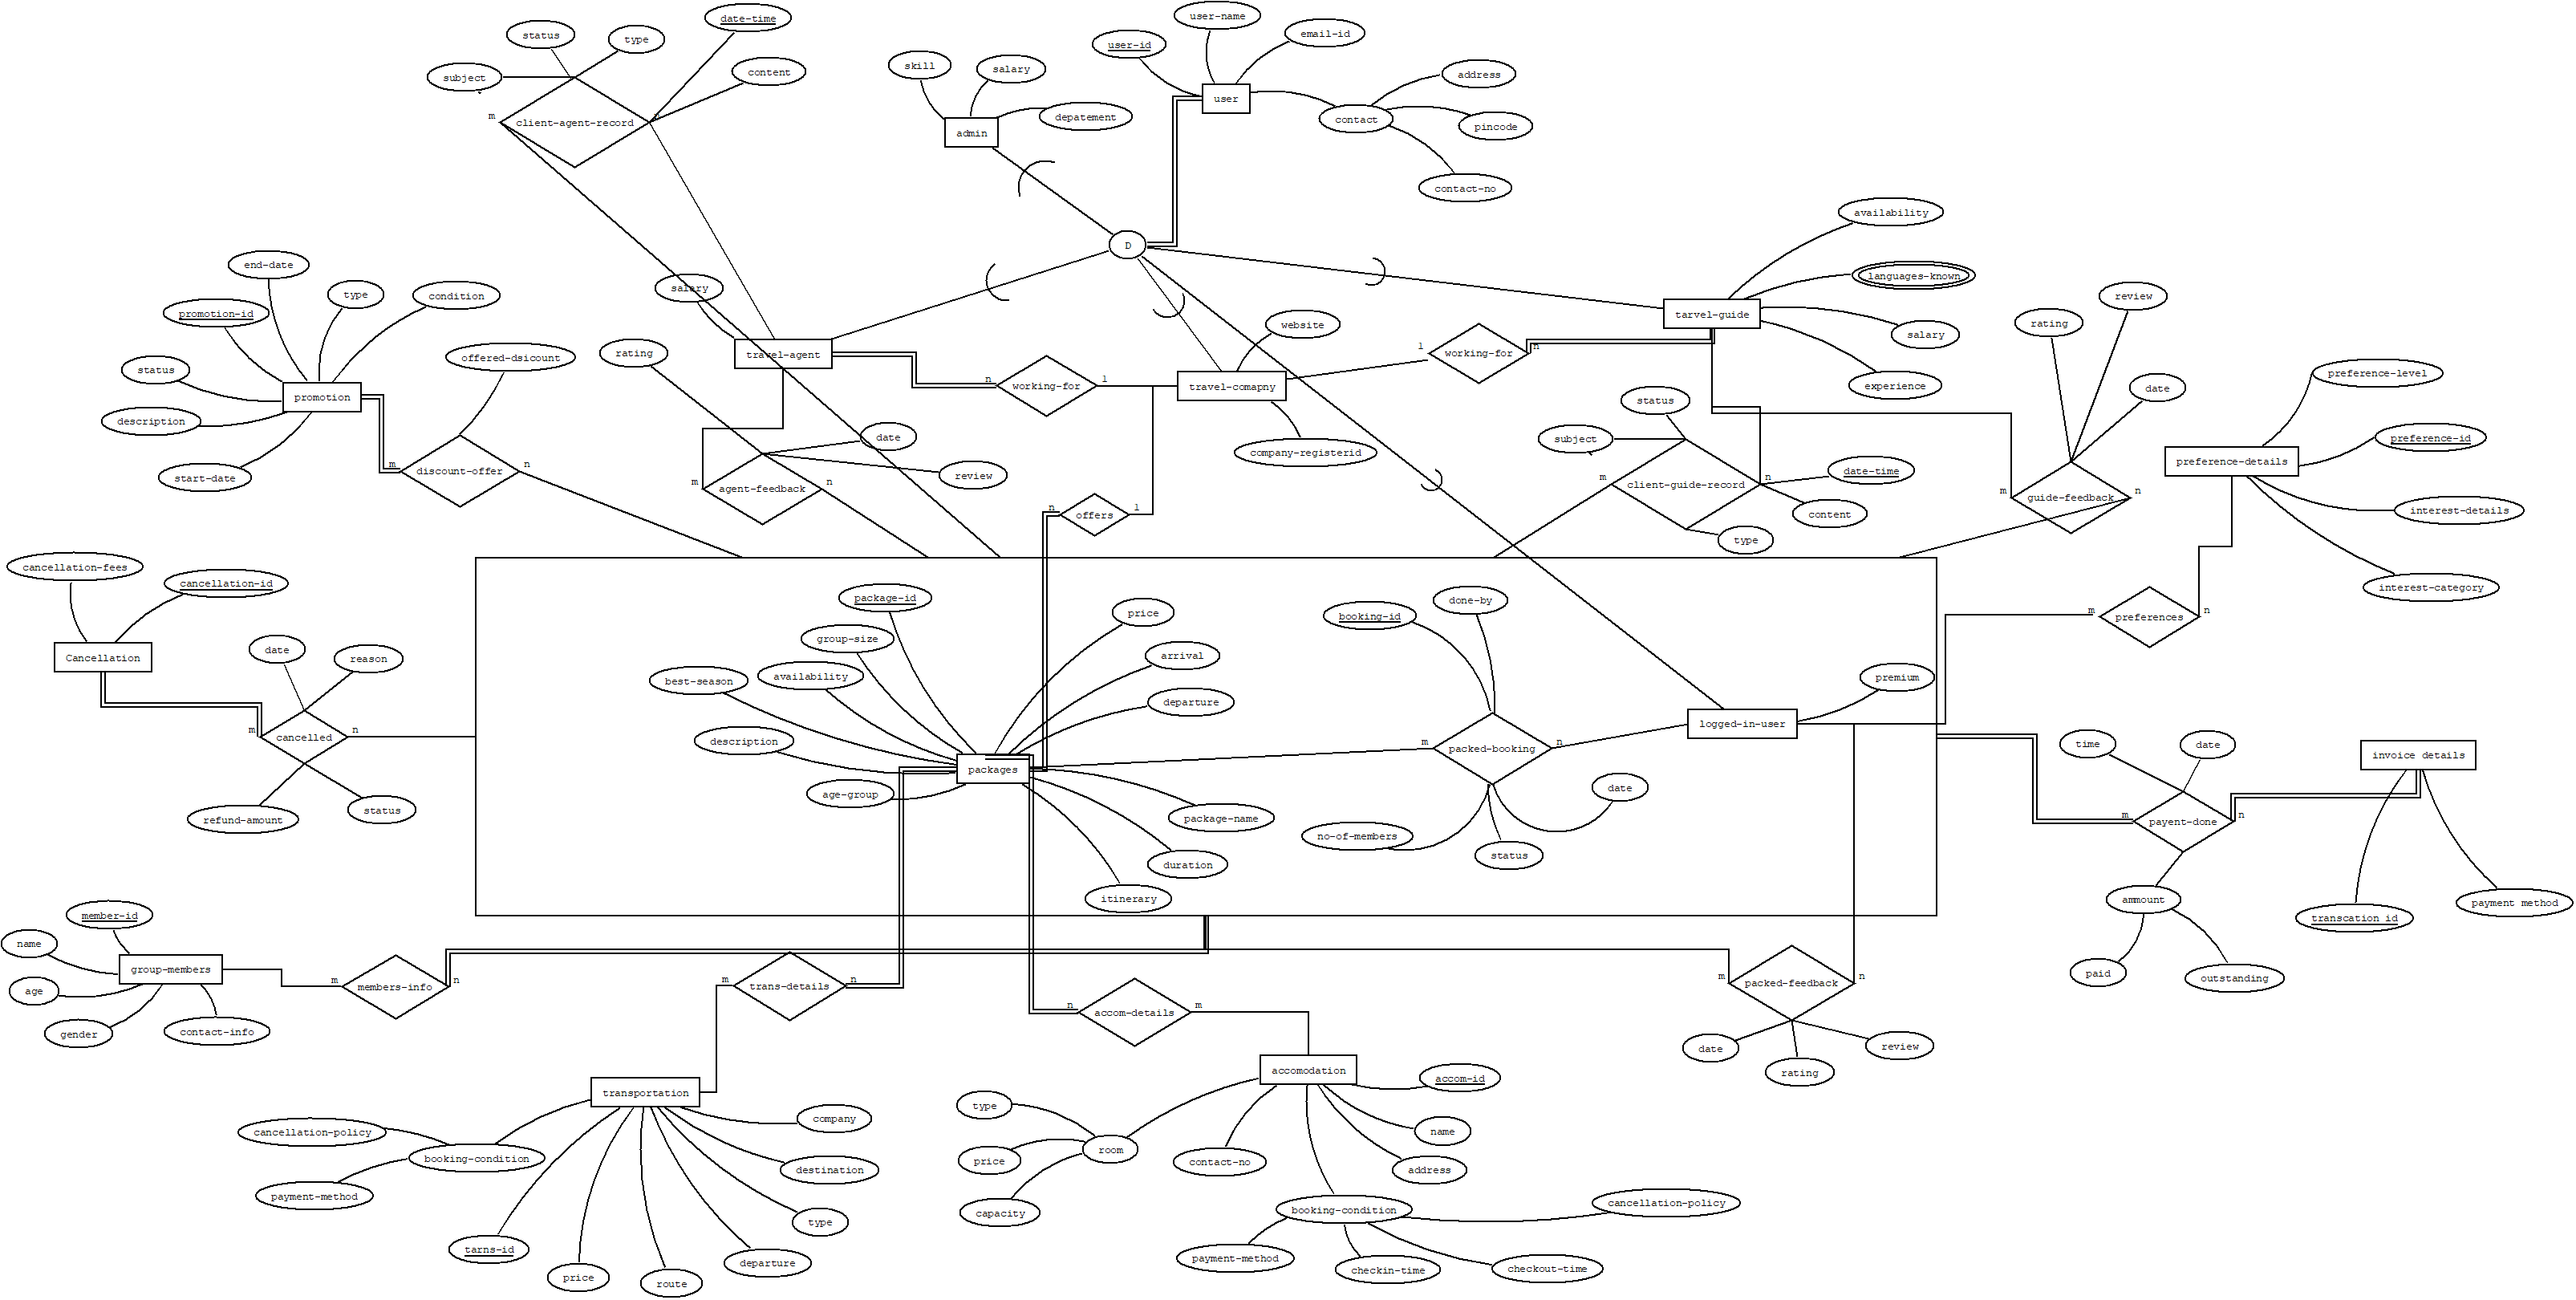 date-time
user-name
status
type
user-id
email-id
subject
content
skill
salary
address
user
client-agent-record
m
n
admin
depatement
contact
pincode
contact-no
availability
D
end-date
languages-known
promotion-id
type
condition
salary
website
tarvel-guide
review
rating
salary
status
offered-dsicount
rating
travel-agent
working-for
1
n
working-for
n
1
travel-comapny
preference-level
description
promotion
experience
date
status
date
subject
company-registerid
preference-id
start-date
m
discount-offer
n
m
agent-feedback
n
review
m
client-guide-record
n
date-time
m
guide-feedback
n
preference-details
n
offers
1
content
interest-details
type
cancellation-fees
cancellation-id
package-id
price
booking-id
done-by
interest-category
m
preferences
n
group-size
date
reason
Cancellation
best-season
availability
arrival
premium
departure
logged-in-user
m
cancelled
n
description
m
packed-booking
n
time
date
invoice details
packages
refund-amount
status
age-group
package-name
date
no-of-members
status
m
payent-done
n
duration
itinerary
ammount
transcation id
payment method
member-id
name
group-members
m
members-info
n
m
trans-details
n
m
packed-feedback
n
paid
outstanding
age
gender
contact-info
n
accom-details
m
date
rating
review
transportation
accomodation
accom-id
cancellation-policy
booking-condition
company
type
name
price
room
contact-no
address
destination
payment-method
capacity
booking-condition
cancellation-policy
type
tarns-id
departure
payment-method
checkin-time
checkout-time
price
route